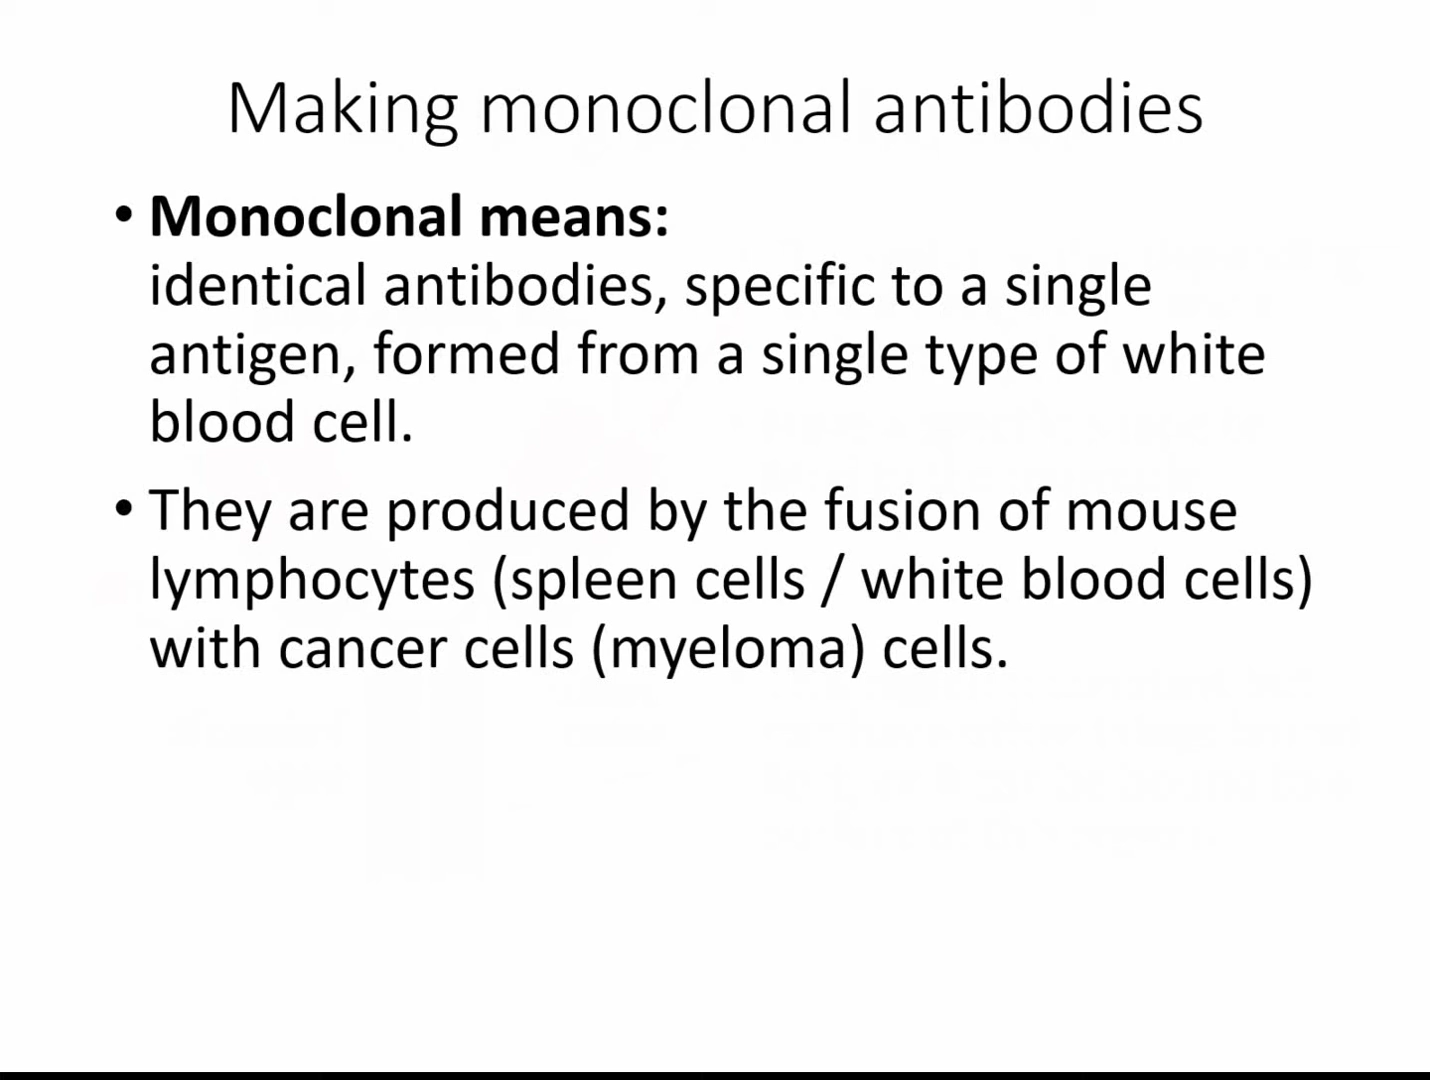 Making monoclonal antibodies
• Monoclonal means:
identical antibodies, specific to a single
antigen, formed from a single type of white
blood cell.
• They are produced by the fusion of mouse
lymphocytes (spleen cells / white blood cells)
with cancer cells (myeloma) cells.